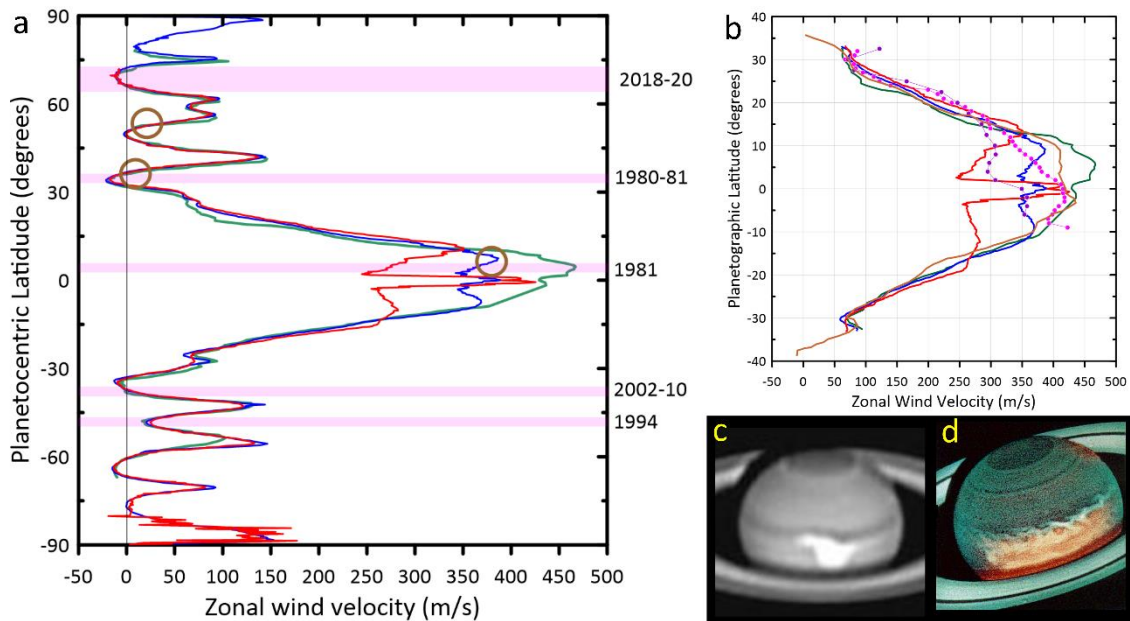 a
90
60
30
0
-30
-60
-90
Planetocentric Latidude (degrees)
-50 0 50 100 150 200 250 300 350 400 450 500
Zonal wind velocity (m/s)
2018-20
1980-81
1981
2002-10
1994
b
40
30
20
10
0
-10
-20
-30
-40
Planetographic Latitude (degrees)
-50 0 50 100 150 200 250 300 350 400 450 500
Zonal Wind Velocity (m/s)
c
d